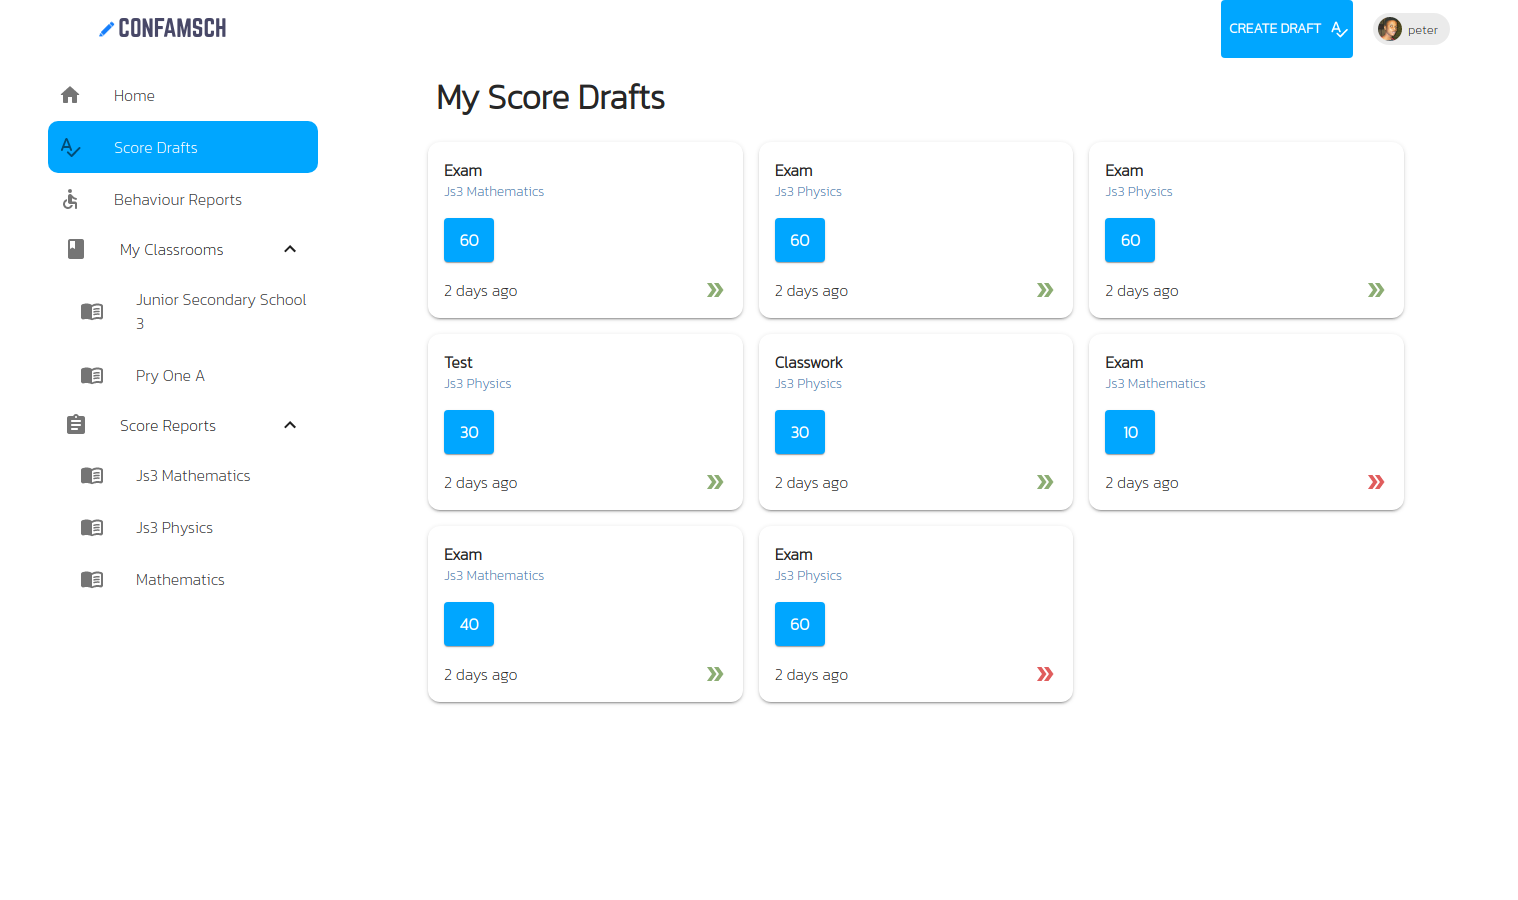 CONFAMSCH
CREATE DRAFT
peter
Home
Score Drafts
Behaviour Reports
My Classrooms
Junior Secondary School
3
Pry One A
Score Reports
Js3 Mathematics
Js3 Physics
Mathematics
My Score Drafts
Exam
Js3 Mathematics
60
2 days ago
Exam
Js3 Physics
60
2 days ago
Exam
Js3 Physics
60
2 days ago
Test
Js3 Physics
30
2 days ago
Classwork
Js3 Physics
30
2 days ago
Exam
Js3 Mathematics
10
2 days ago
Exam
Js3 Mathematics
40
2 days ago
Exam
Js3 Physics
60
2 days ago